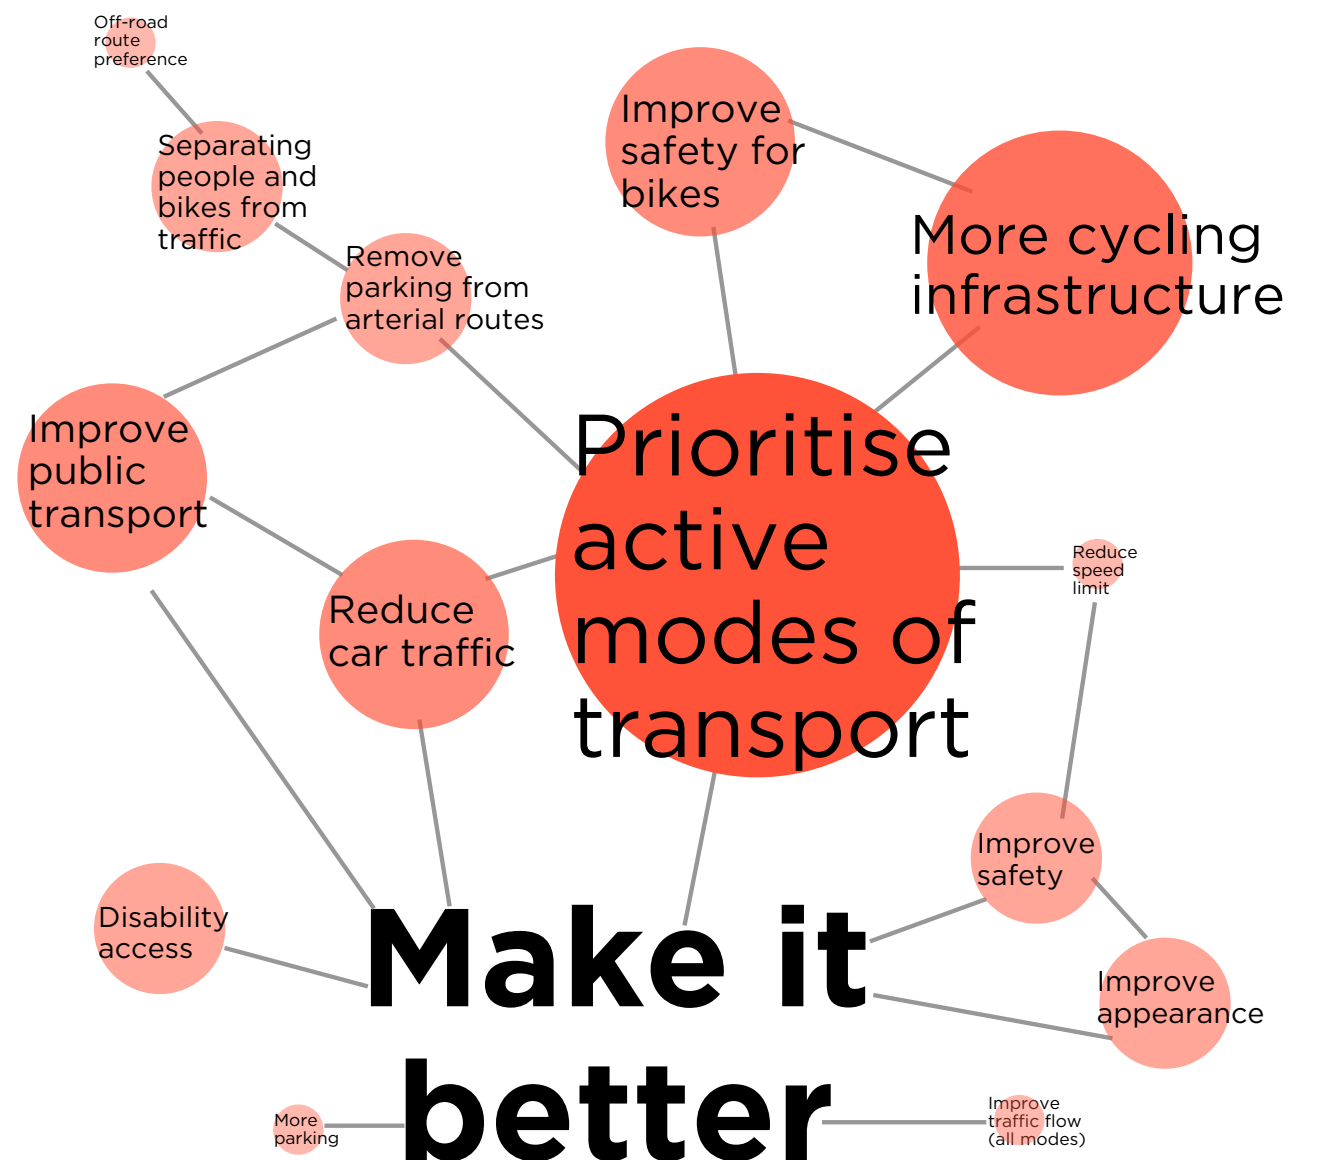 Off-road
route
preference
Separating
people and
bikes from
traffic
Remove
parking from
arterial routes
Improve
safety for
bikes
More cycling
infrastructure
Improve
public
transport
Reduce
car traffic
Prioritise
active
modes of
transport
Reduce
speed
limit
Improve
safety
Disability
access
Improve
appearance
Make it
better
More
parking
Improve
traffic flow
(all modes)